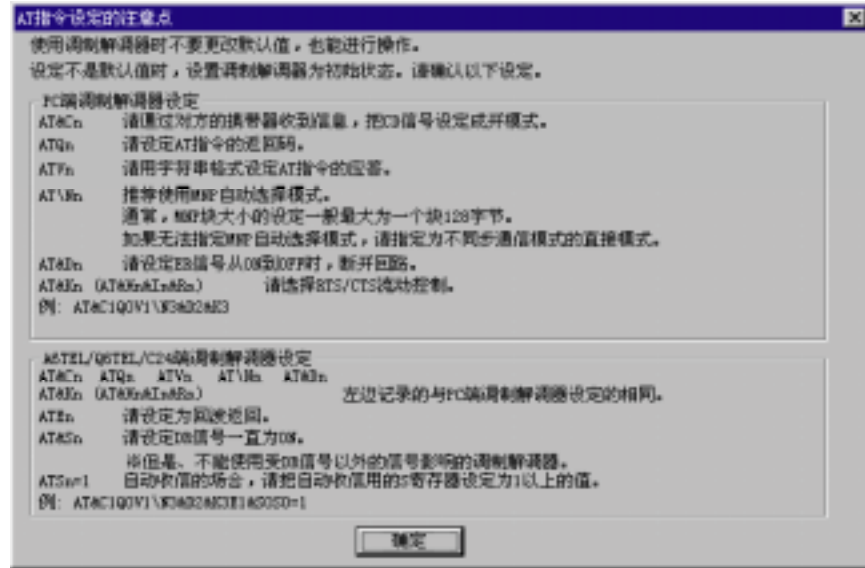 AT指令设定的注意点
使用调制解调器时不要更改默认值，也能进行操作。
设定不是默认值时，设置调制解调器为初始状态。请确认以下设定。
PC端调制解调器设定
AT&Cn 请通过对方的携带器收到信息，把CD信号设定成开模式。
ATQn 请设定AT指令的返回码。
ATVn 请用字符串格式设定AT指令的应答。
AT\Nn 推荐使用MNP自动选择模式。
通常，MNP块大小的设定一般最大为一个块128字节。
如果无法指定MNP自动选择模式，请指定为不同步通信模式的直接模式。
AT&Dn 请设定ER信号从ON到OFF时，断开回路。
AT&Kn (AT&Xn&In&Rn) 请选择RTS/CTS流动控制。
例: AT&C1Q0V1\N3&D2&K3
ASTEL/QSTEL/C24端调制解调器设定
AT&Cn ATQn ATVn AT\Nn AT&Dn
AT&Kn (AT&Xn&In&Rn) 左边记录的与PC端调制解调器设定的相同。
ATEn 请设定为回波返回。
AT&Sn 请设定DR信号一直为ON。
※但是、不能使用受DR信号以外的信号影响的调制解调器。
ATSn=1 自动收信的场合，请把自动收信用的S寄存器设定为1以上的值。
例: AT&C1Q0V1\N3&D2&K3E1&S0S0=1
确定